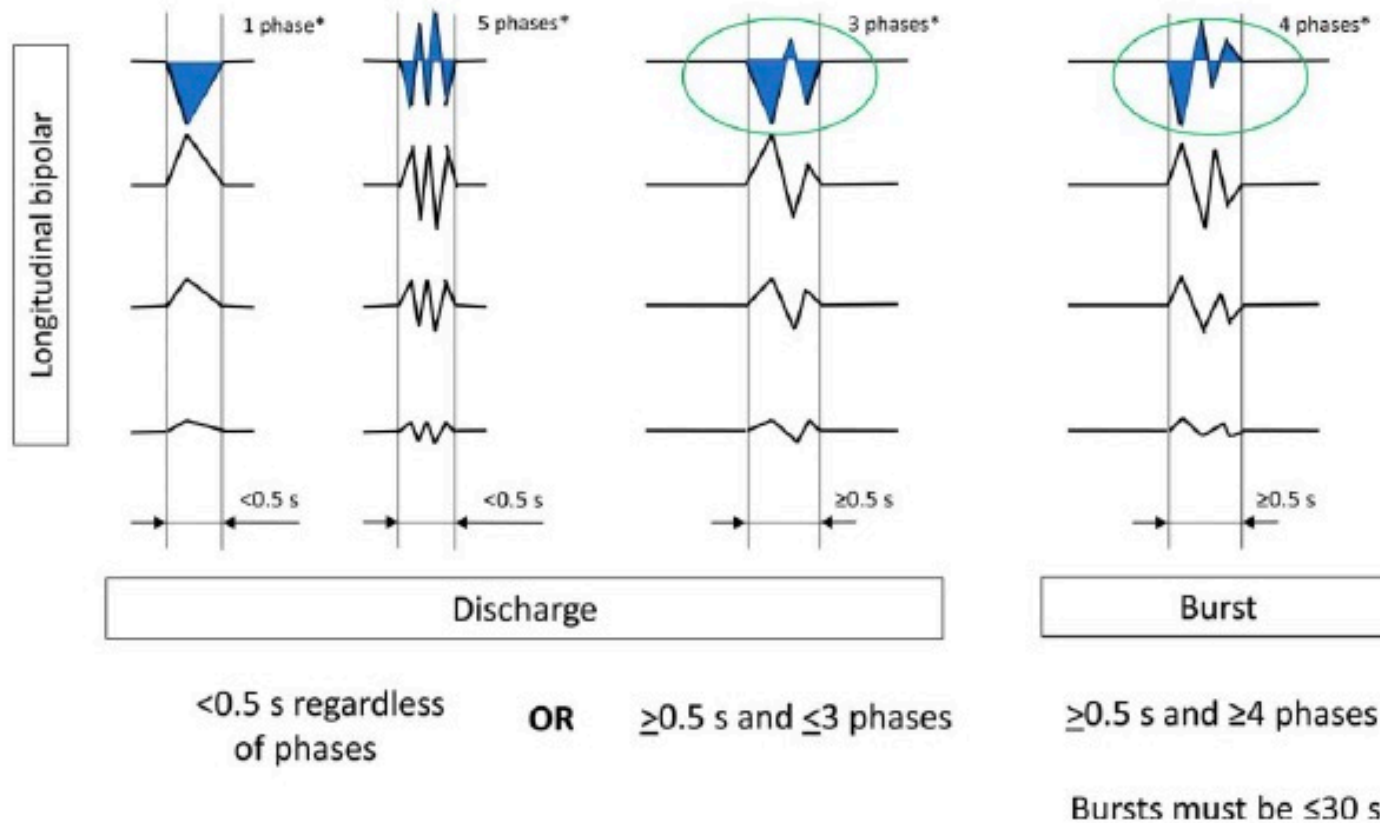 Longitudinal bipolar
1 phase*
5 phases*
3 phases*
4 phases*
<0.5 s
<0.5 s
≥0.5 s
≥0.5 s
Discharge
Burst
<0.5 s regardless
of phases
OR
≥0.5 s and ≤3 phases
≥0.5 s and ≥4 phases
Bursts must be ≤30 s